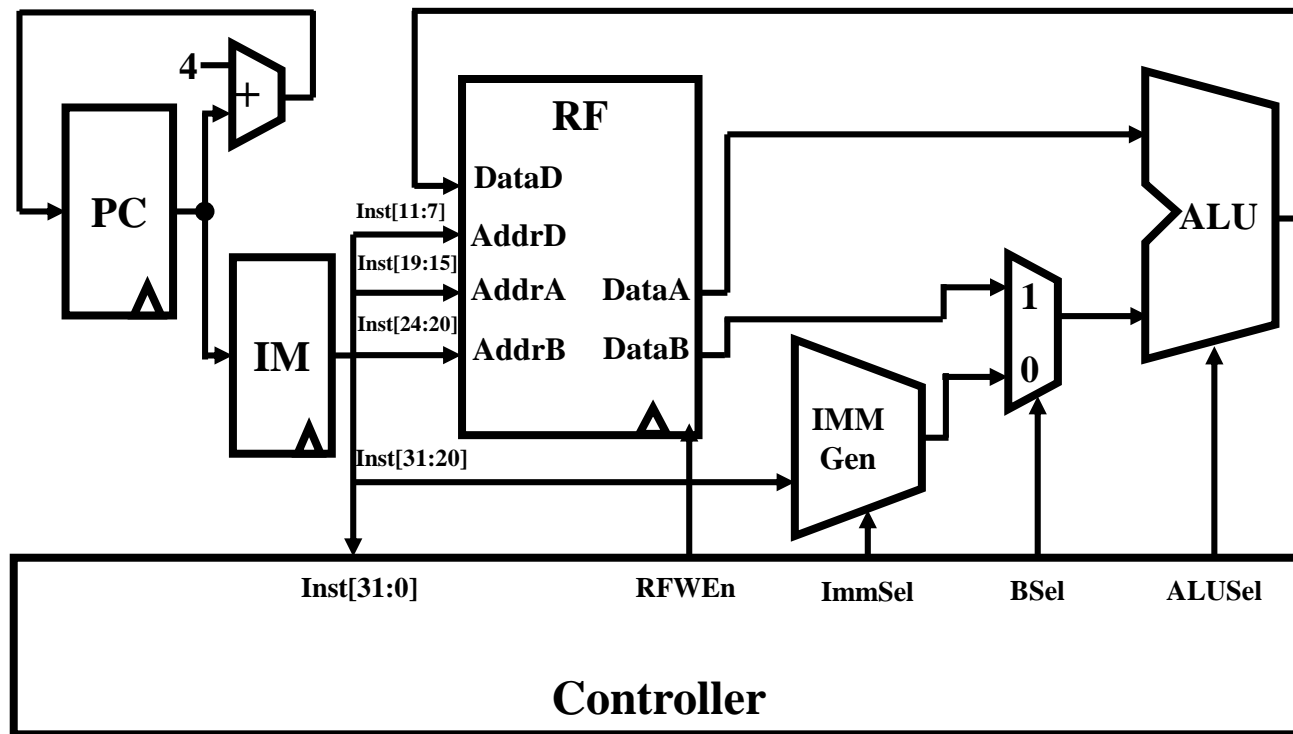 4
+
RF
PC
DataD
Inst[11:7]
AddrD
ALU
Inst[19:15]
AddrA
DataA
1
Inst[24:20]
IM
AddrB
DataB
0
IMM
Gen
Inst[31:20]
Inst[31:0]
RFWEn
ImmSel
BSel
ALUSel
Controller